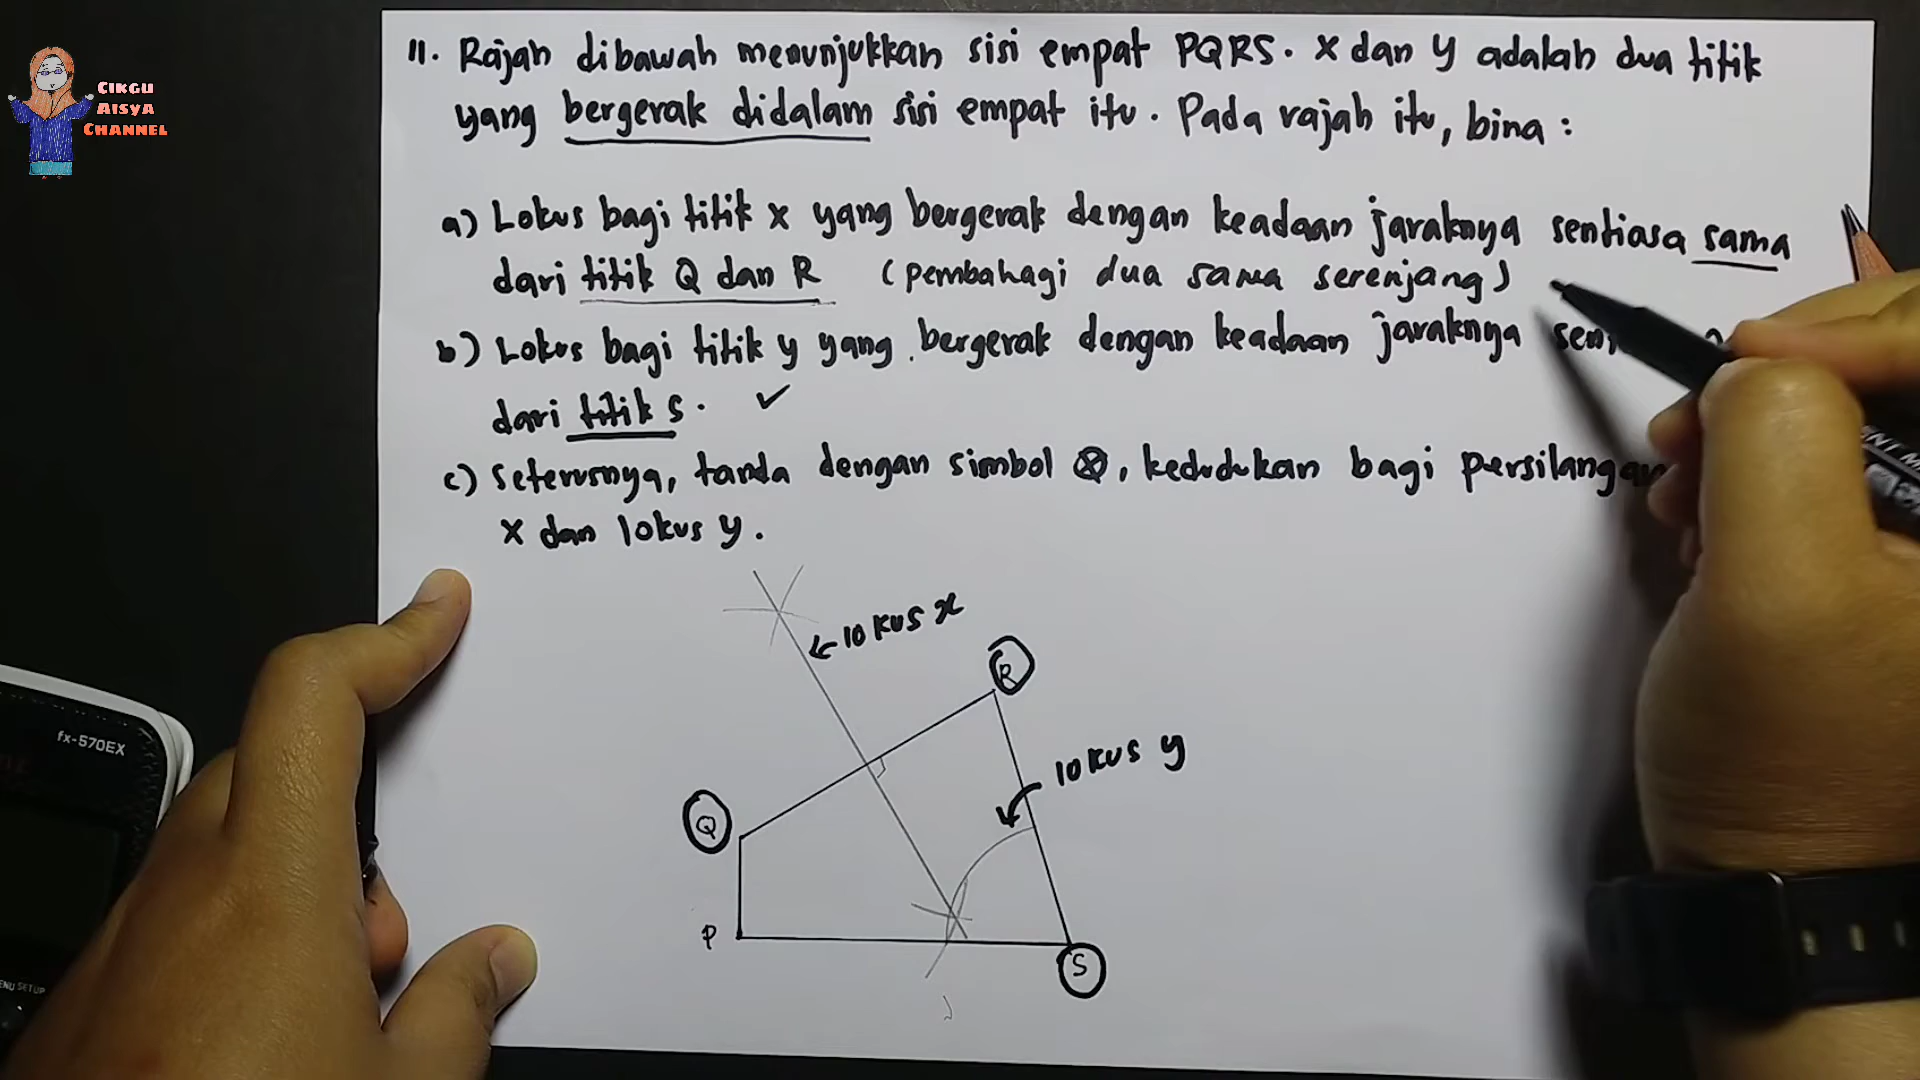 CIKGU
AISYA
CHANNEL
11. Rajah dibawah menunjukkan sisi empat PQRS. X dan Y adalah dua titik
yang bergerak didalam sisi empat itu. Pada rajah itu, bina :
a) Lokus bagi titik X yang bergerak dengan keadaan jaraknya sentiasa sama
dari titik Q dan R (pembahagi dua sama serenjang)
b) Lokus bagi titik y yang bergerak dengan keadaan jaraknya
dari titik S. ✓
c) Seterusnya, tanda dengan simbol ⊗, kedudukan bagi persilangan
X dan lokus y.
lokus x
R
lokus y
Q
P
S
fx-570EX
MENU SETUP